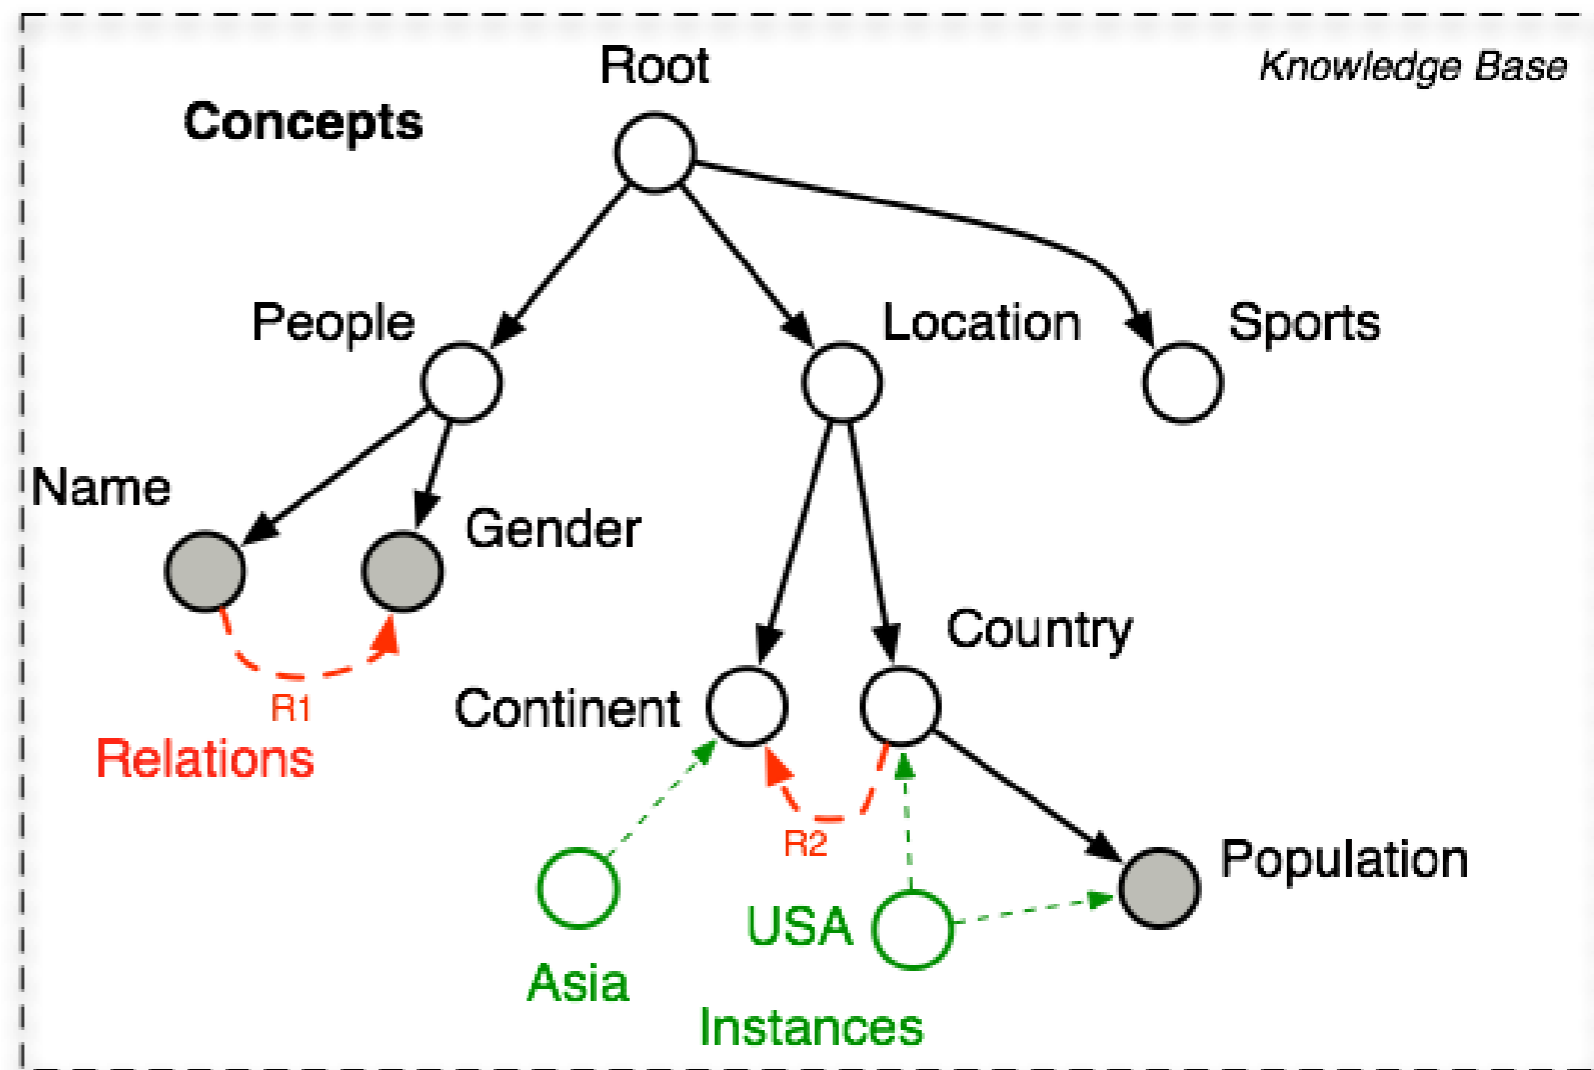 Root
Knowledge Base
Concepts
People
Location
Sports
Name
Gender
Country
Continent
R1
Relations
R2
Population
USA
Asia
Instances